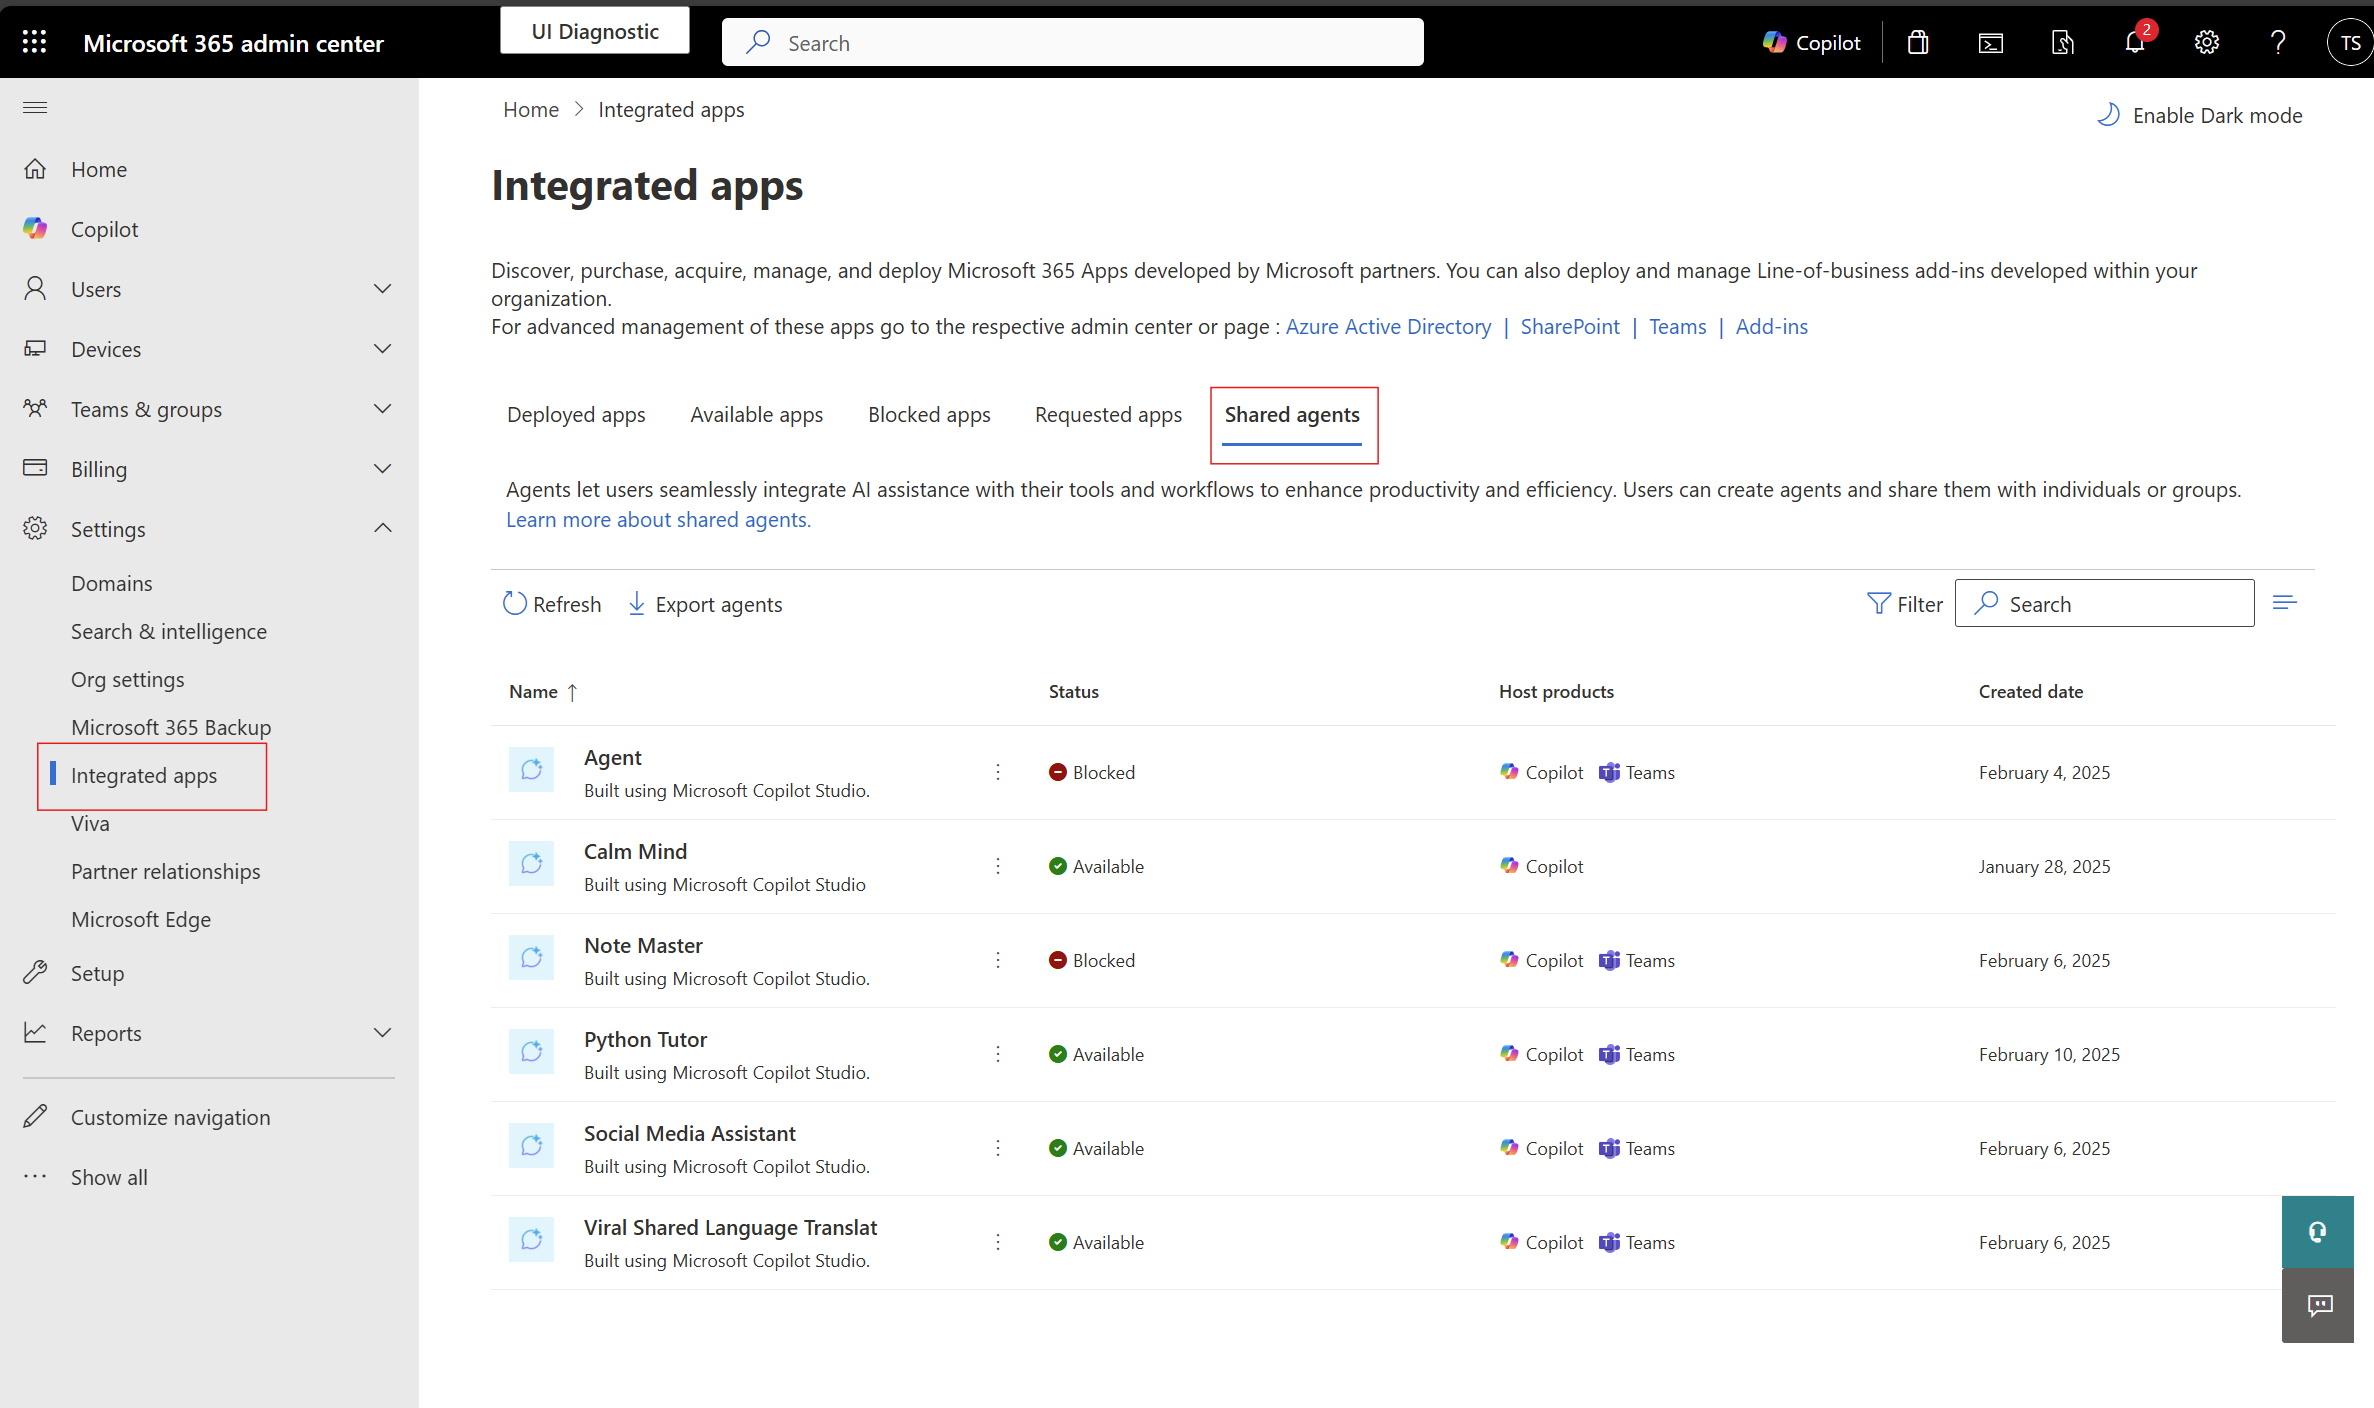 Microsoft 365 admin center
UI Diagnostic
Search
Copilot
2
TS
Home
Copilot
Users
Devices
Teams & groups
Billing
Settings
Domains
Search & intelligence
Org settings
Microsoft 365 Backup
Integrated apps
Viva
Partner relationships
Microsoft Edge
Setup
Reports
Customize navigation
Show all
Home > Integrated apps
Enable Dark mode
Integrated apps
Discover, purchase, acquire, manage, and deploy Microsoft 365 Apps developed by Microsoft partners. You can also deploy and manage Line-of-business add-ins developed within your
organization.
For advanced management of these apps go to the respective admin center or page : Azure Active Directory | SharePoint | Teams | Add-ins
Deployed apps Available apps Blocked apps Requested apps Shared agents
Agents let users seamlessly integrate AI assistance with their tools and workflows to enhance productivity and efficiency. Users can create agents and share them with individuals or groups.
Learn more about shared agents.
Refresh Export agents Filter Search
Name ↑ Status Host products Created date
Agent
Built using Microsoft Copilot Studio.
Blocked Copilot Teams February 4, 2025
Calm Mind
Built using Microsoft Copilot Studio
Available Copilot January 28, 2025
Note Master
Built using Microsoft Copilot Studio.
Blocked Copilot Teams February 6, 2025
Python Tutor
Built using Microsoft Copilot Studio.
Available Copilot Teams February 10, 2025
Social Media Assistant
Built using Microsoft Copilot Studio.
Available Copilot Teams February 6, 2025
Viral Shared Language Translat
Built using Microsoft Copilot Studio.
Available Copilot Teams February 6, 2025